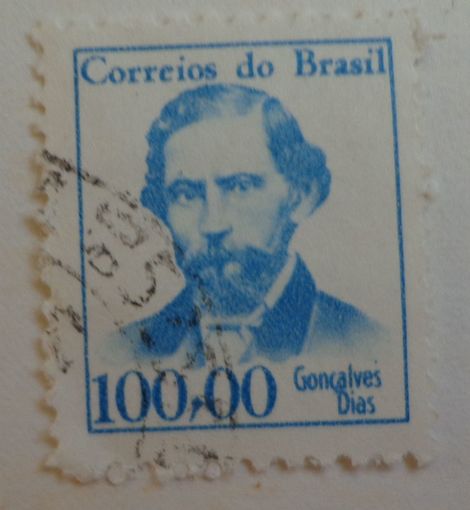 Correios do Brasil
100,00
Gonçalves
Dias